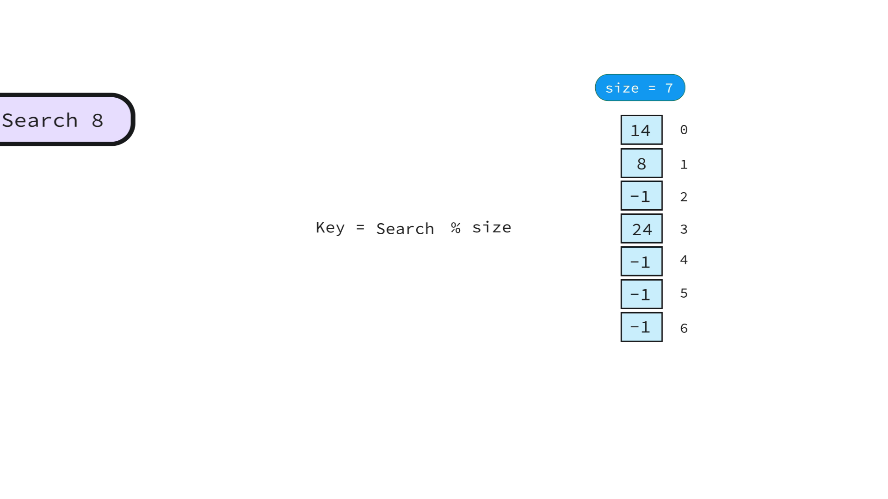 size = 7
Search 8
14 0
8 1
-1 2
Key = Search % size
24 3
-1 4
-1 5
-1 6